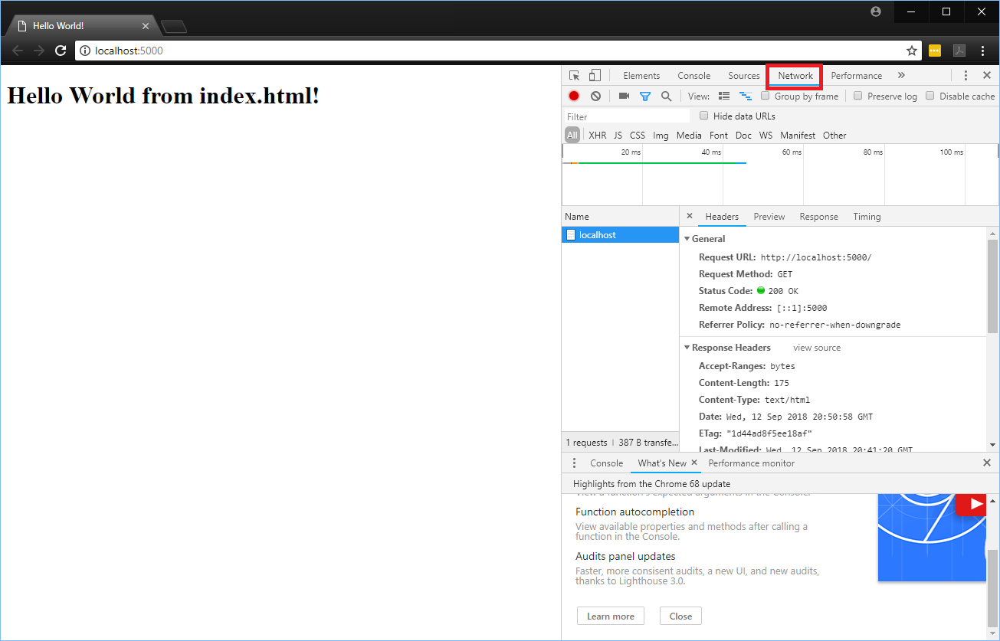 Hello World!
localhost:5000
Hello World from index.html!
Elements Console Sources Network Performance
View: Group by frame Preserve log Disable cache
Filter Hide data URLs
All XHR JS CSS Img Media Font Doc WS Manifest Other
20 ms 40 ms 60 ms 80 ms 100 ms
Name
localhost
1 requests 387 B transfe...
Headers Preview Response Timing
General
Request URL: http://localhost:5000/
Request Method: GET
Status Code: 200 OK
Remote Address: [::1]:5000
Referrer Policy: no-referrer-when-downgrade
Response Headers view source
Accept-Ranges: bytes
Content-Length: 175
Content-Type: text/html
Date: Wed, 12 Sep 2018 20:50:58 GMT
ETag: "1d44ad8f5ee18af"
Last-Modified: Wed, 12 Sep 2018 20:41:20 GMT
Console What's New Performance monitor
Highlights from the Chrome 68 update
View a function's expected arguments in the Console.
Function autocompletion
View available properties and methods after calling a
function in the Console.
Audits panel updates
Faster, more consisent audits, a new UI, and new audits,
thanks to Lighthouse 3.0.
Learn more Close